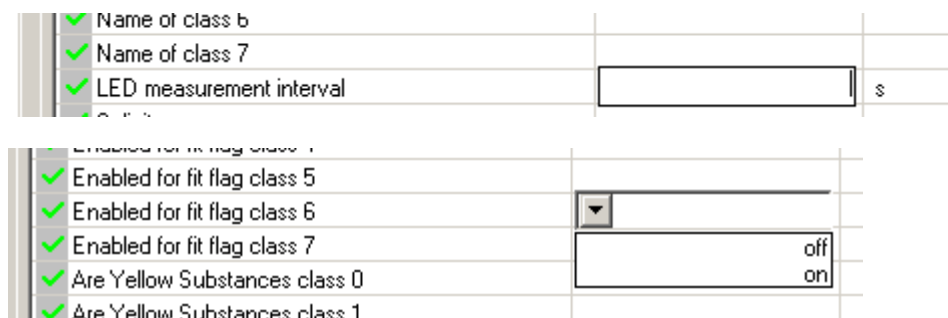 Name of class 6
Name of class 7
LED measurement interval s
Enabled for fit flag class 5
Enabled for fit flag class 6
Enabled for fit flag class 7 off
on
Are Yellow Substances class 0
Are Yellow Substances class 1